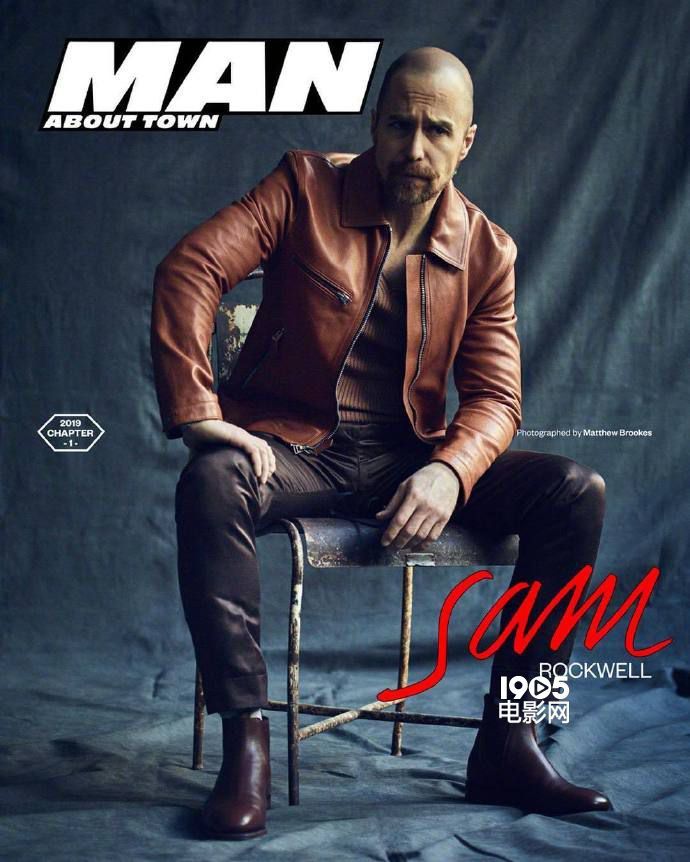 MAN
ABOUT TOWN
2019
CHAPTER
-1-
Photographed by Matthew Brookes
Sam
ROCKWELL
1905
电影网